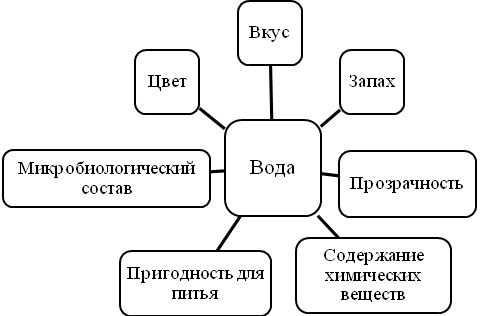 Вкус
Цвет
Запах
Вода
Микробиологический
состав
Прозрачность
Пригодность для
питья
Содержание
химических
веществ